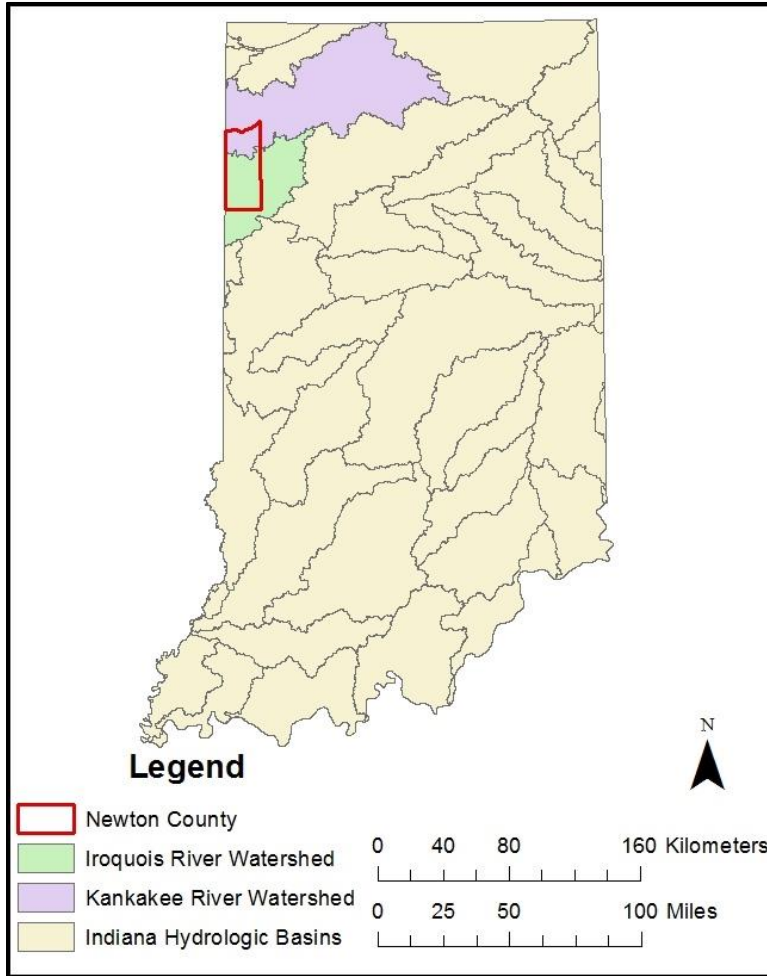 N
Legend
Newton County
Iroquois River Watershed
Kankakee River Watershed
Indiana Hydrologic Basins
0 40 80 160 Kilometers
0 25 50 100 Miles